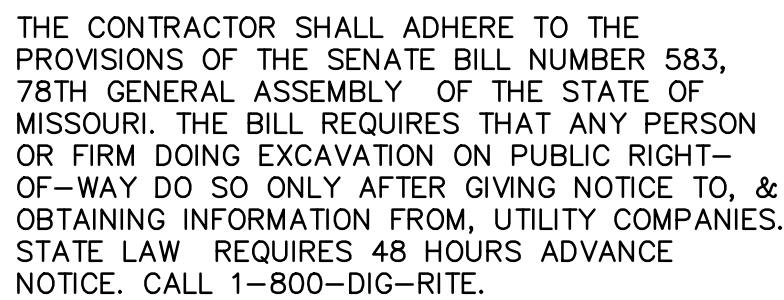 THE CONTRACTOR SHALL ADHERE TO THE
PROVISIONS OF THE SENATE BILL NUMBER 583,
78TH GENERAL ASSEMBLY OF THE STATE OF
MISSOURI. THE BILL REQUIRES THAT ANY PERSON
OR FIRM DOING EXCAVATION ON PUBLIC RIGHT-
OF-WAY DO SO ONLY AFTER GIVING NOTICE TO, &
OBTAINING INFORMATION FROM, UTILITY COMPANIES.
STATE LAW REQUIRES 48 HOURS ADVANCE
NOTICE. CALL 1-800-DIG-RITE.